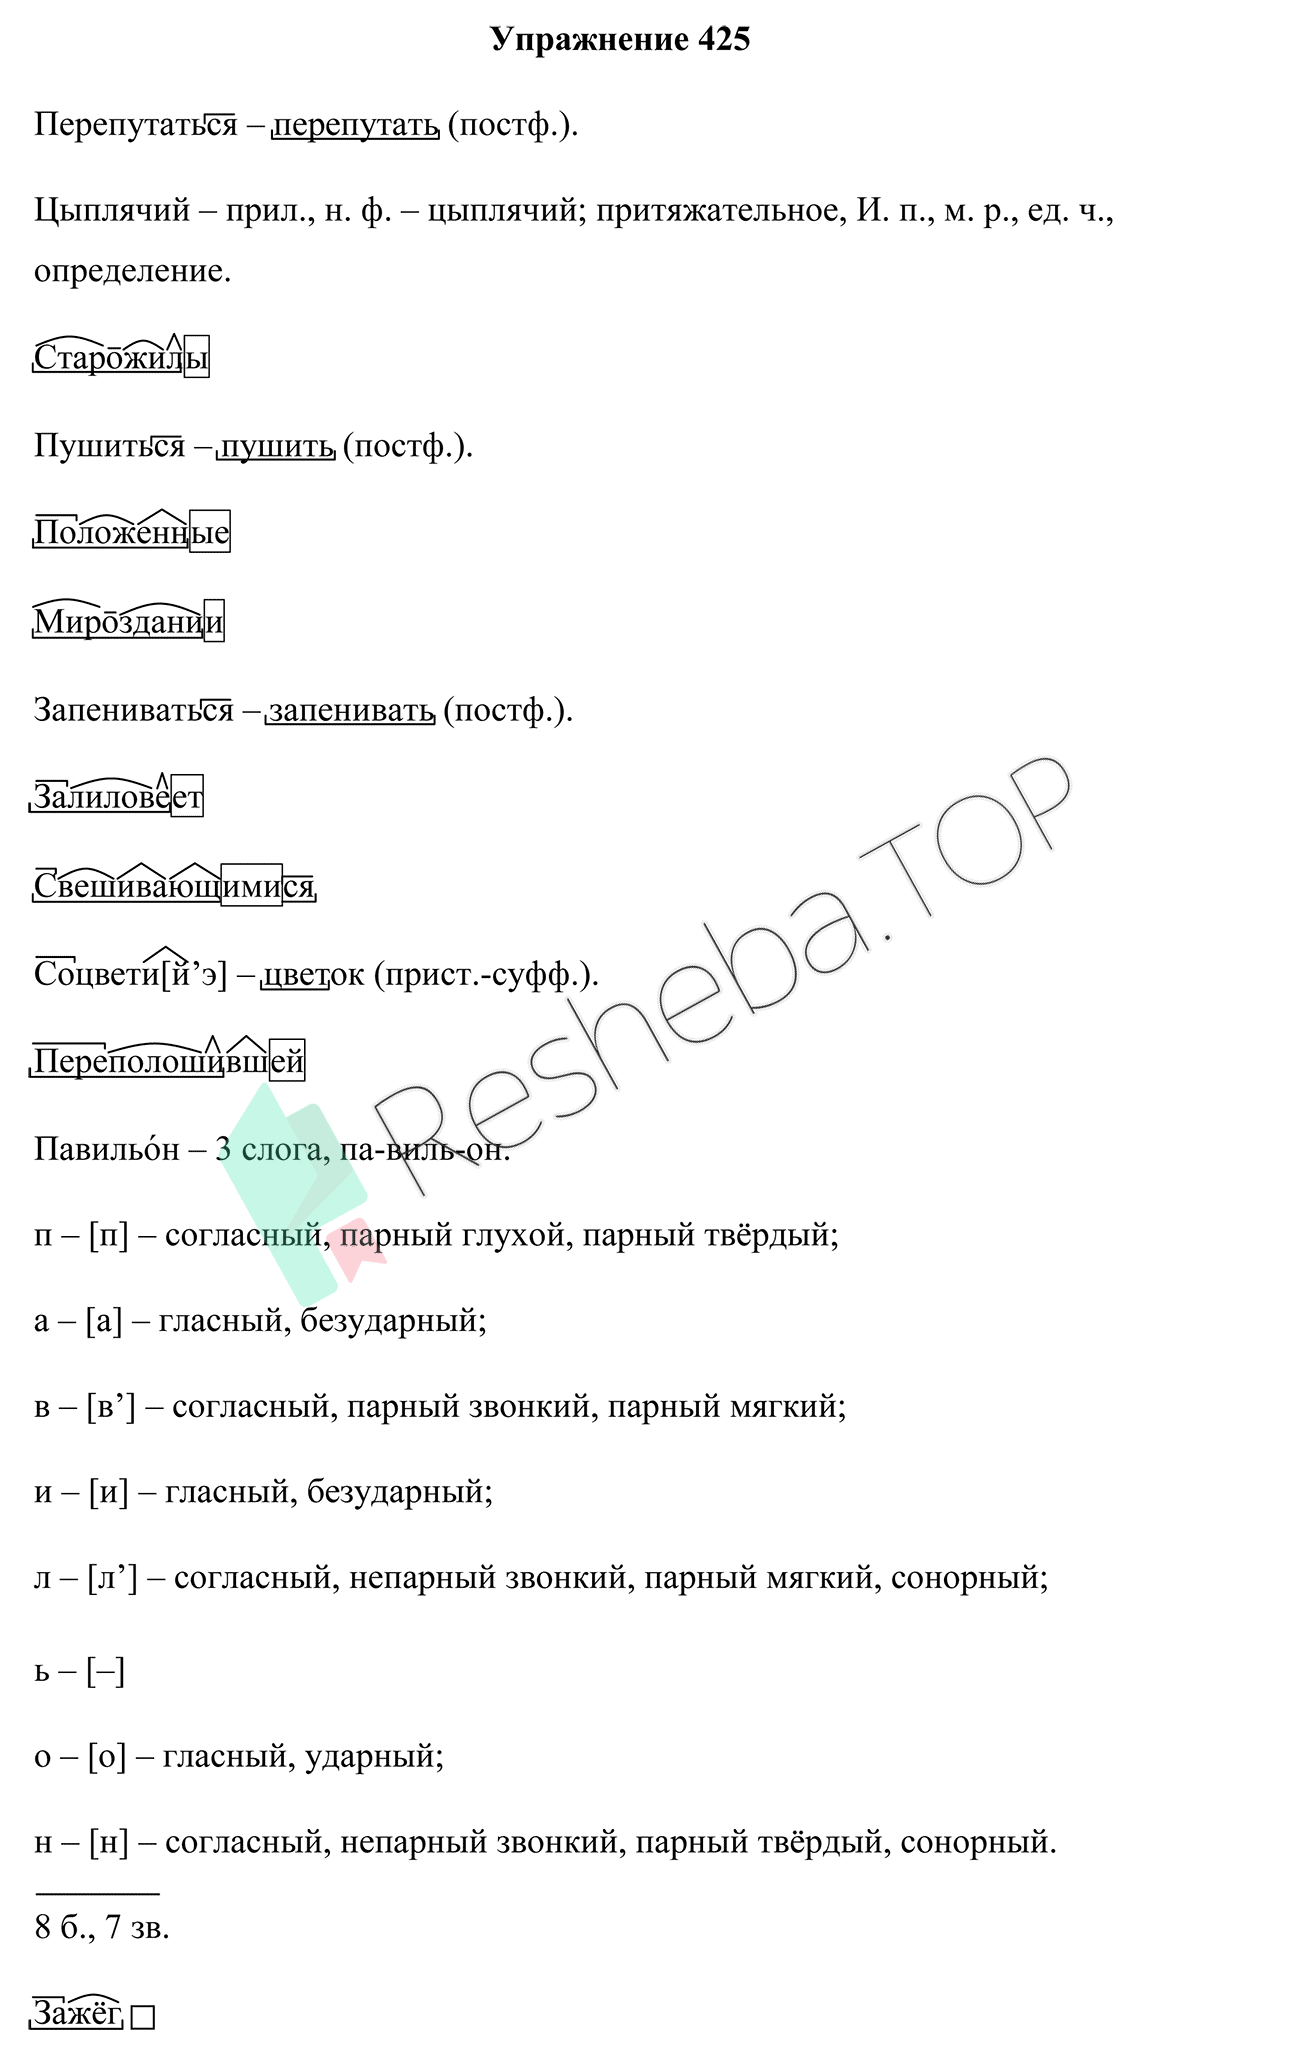 Упражнение 425
Перепутаться – перепутать (постф.).
Цыплячий – прил., н. ф. – цыплячий; притяжательное, И. п., м. р., ед. ч.,
определение.
Старожилы
Пушиться – пушить (постф.).
Положенные
Мироздании
Запениваться – запенивать (постф.).
Залиловеет
Свешивающимися
Соцвети[й’э] – цветок (прист.-суфф.).
Переполошившей
Павильо́н – 3 слога, па-виль-он.
п – [п] – согласный, парный глухой, парный твёрдый;
а – [а] – гласный, безударный;
в – [в’] – согласный, парный звонкий, парный мягкий;
и – [и] – гласный, безударный;
л – [л’] – согласный, непарный звонкий, парный мягкий, сонорный;
ь – [–]
о – [о] – гласный, ударный;
н – [н] – согласный, непарный звонкий, парный твёрдый, сонорный.
8 б., 7 зв.
Зажёг
Resheba.TOP